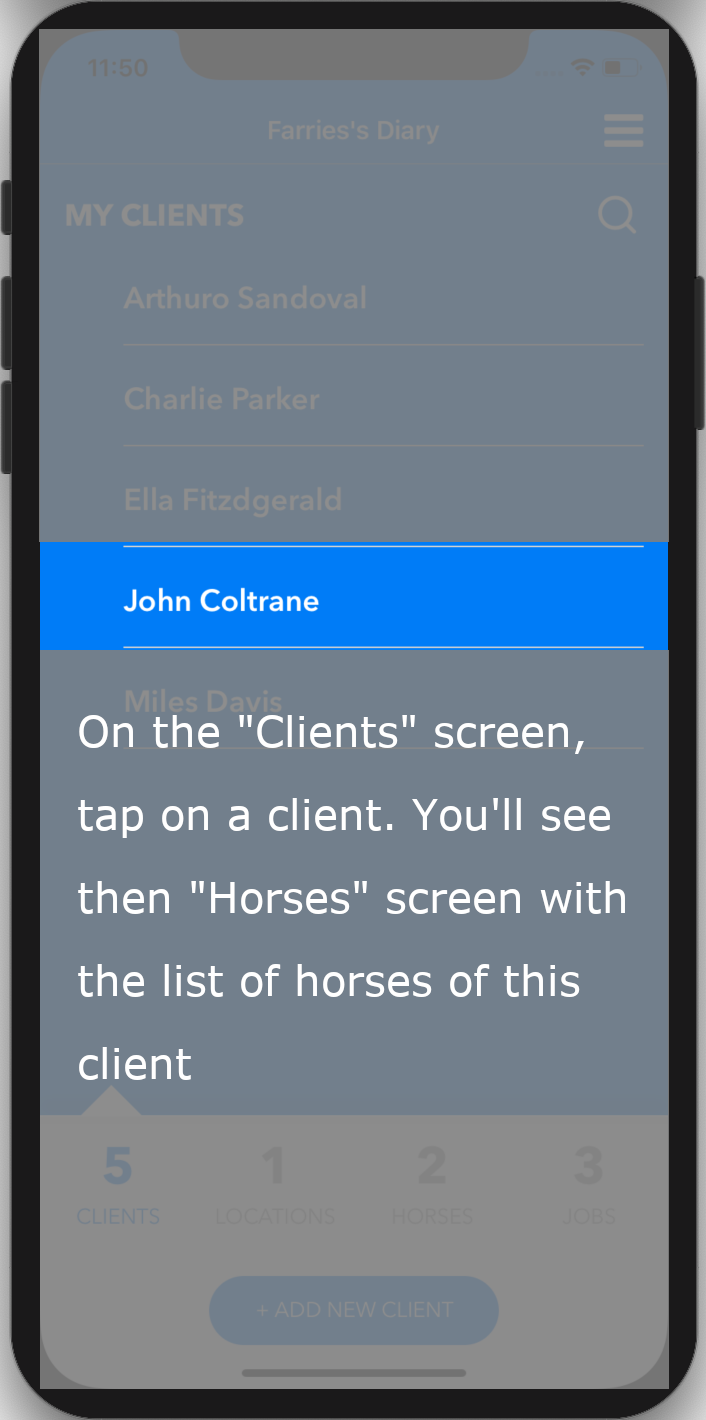 11:50
Farries's Diary
MY CLIENTS
Arthuro Sandoval
Charlie Parker
Ella Fitzdgerald
John Coltrane
Miles Davis
On the "Clients" screen,
tap on a client. You'll see
then "Horses" screen with
the list of horses of this
client
5 1 2 3
CLIENTS LOCATIONS HORSES JOBS
+ ADD NEW CLIENT